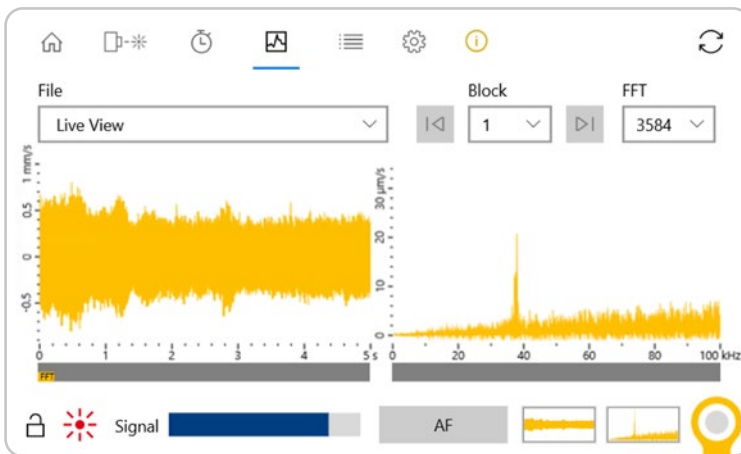 i
File
Block
FFT
Live View
1
3584
1 mm/s
0.5
0
-0.5
0 1 2 3 4 5 s
30 µm/s
20
10
0
0 20 40 60 80 100 kHz
FFT
Signal
AF